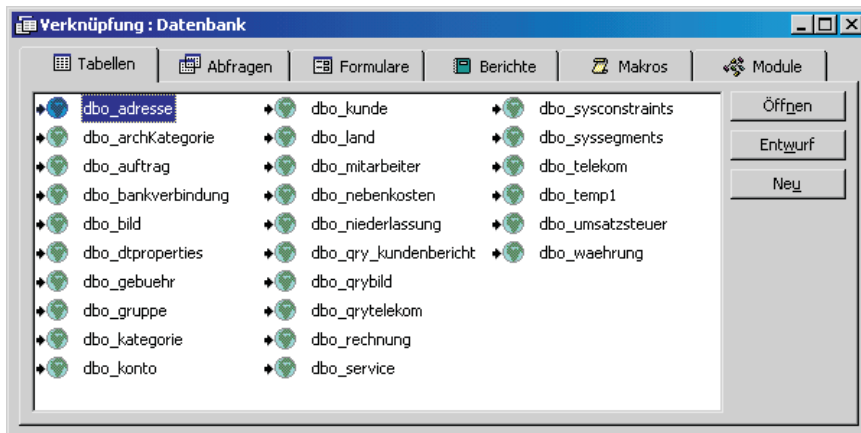 Verknüpfung : Datenbank
Tabellen Abfragen Formulare Berichte Makros Module
dbo_adresse dbo_kunde dbo_sysconstraints Öffnen
dbo_archKategorie dbo_land dbo_syssegments Entwurf
dbo_auftrag dbo_mitarbeiter dbo_telekom Neu
dbo_bankverbindung dbo_nebenkosten dbo_temp1
dbo_bild dbo_niederlassung dbo_umsatzsteuer
dbo_dtproperties dbo_qry_kundenbericht dbo_waehrung
dbo_gebuehr dbo_qrybild
dbo_gruppe dbo_qrytelekom
dbo_kategorie dbo_rechnung
dbo_konto dbo_service